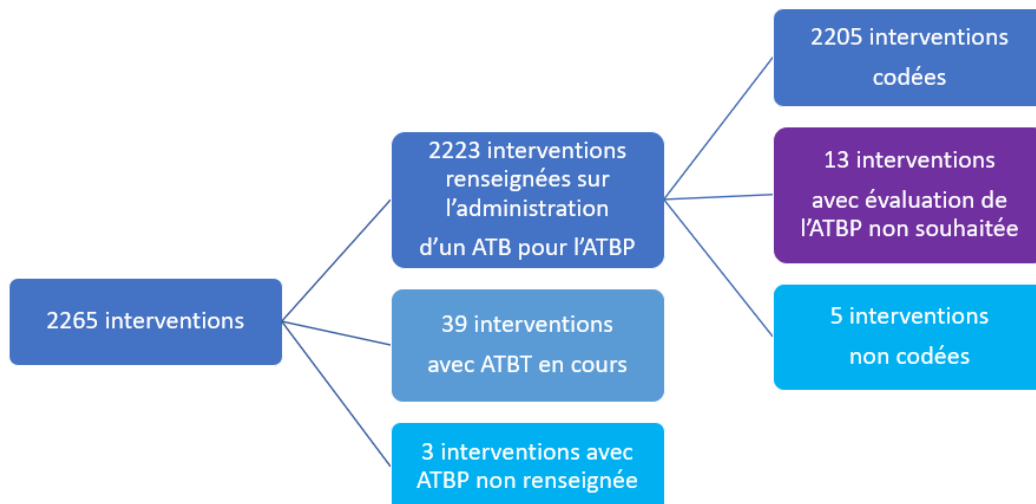 2265 interventions
2223 interventions
renseignées sur
l'administration
d'un ATB pour l'ATBP
39 interventions
avec ATBT en cours
3 interventions avec
ATBP non renseignée
2205 interventions
codées
13 interventions
avec évaluation de
l'ATBP non souhaitée
5 interventions
non codées